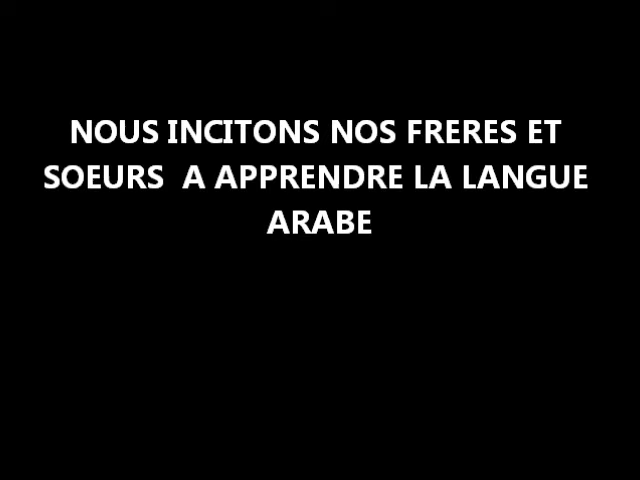 NOUS INCITONS NOS FRERES ET
SOEURS  A APPRENDRE LA LANGUE
ARABE